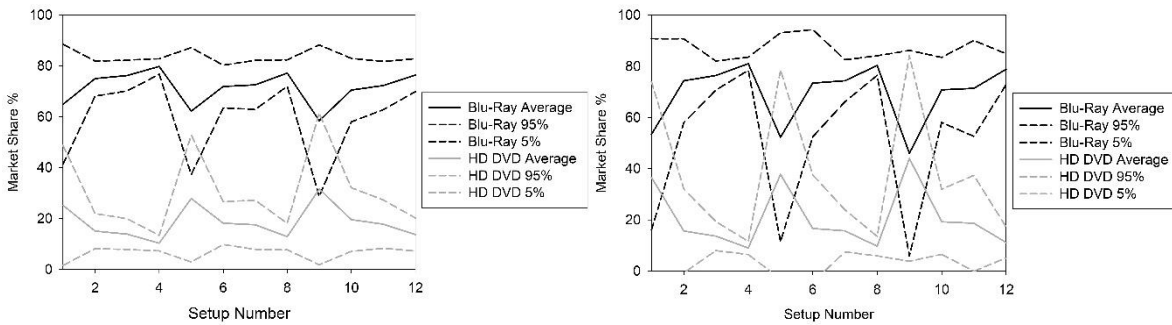 100
80
60
40
20
0
Market Share %
2 4 6 8 10 12
Setup Number
Blu-Ray Average
Blu-Ray 95%
Blu-Ray 5%
HD DVD Average
HD DVD 95%
HD DVD 5%
100
80
60
40
20
0
Market Share %
2 4 6 8 10 12
Setup Number
Blu-Ray Average
Blu-Ray 95%
Blu-Ray 5%
HD DVD Average
HD DVD 95%
HD DVD 5%